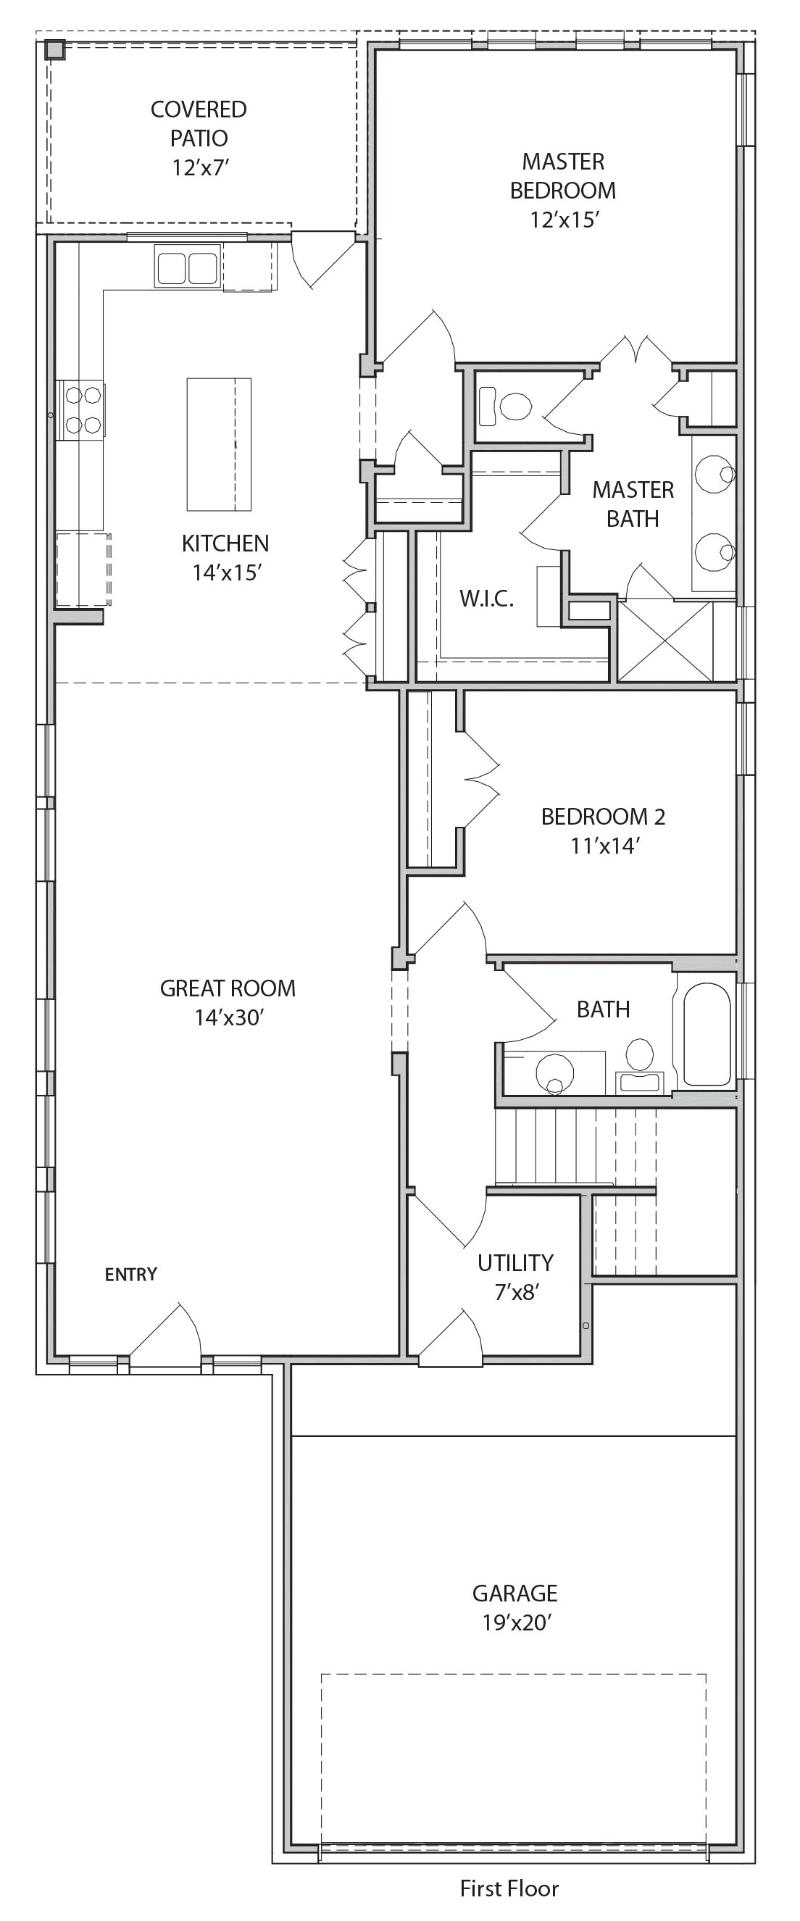 COVERED
PATIO
12’x7’
MASTER
BEDROOM
12’x15’
MASTER
BATH
KITCHEN
14’x15’
W.I.C.
BEDROOM 2
11’x14’
GREAT ROOM
14’x30’
BATH
UTILITY
7’x8’
ENTRY
GARAGE
19’x20’
First Floor